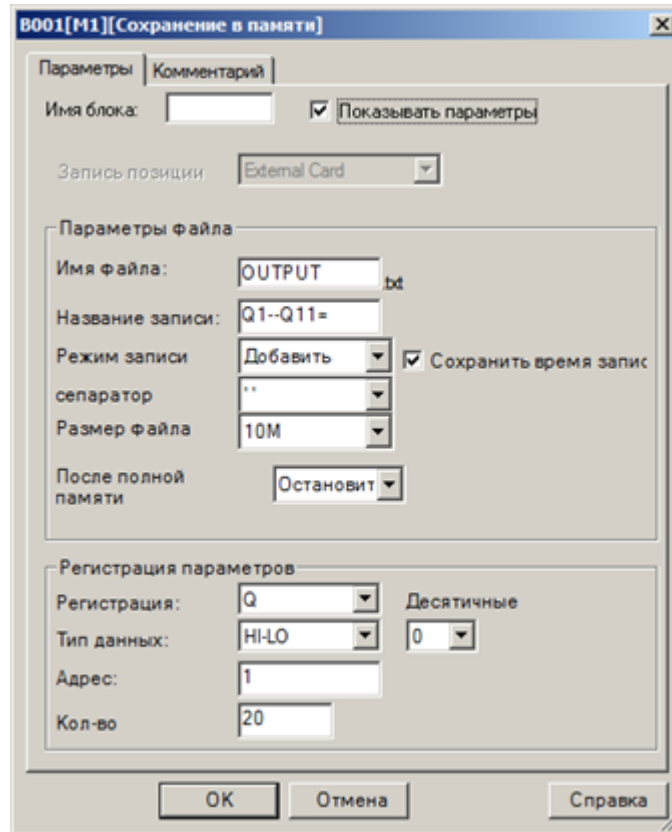 B001[M1][Сохранение в памяти]
Параметры Комментарий
Имя блока: Показывать параметры
Запись позиции External Card
Параметры файла
Имя файла: OUTPUT .txt
Название записи: Q1--Q11=
Режим записи Добавить Сохранить время запис
сепаратор ' '
Размер файла 10M
После полной памяти Остановит
Регистрация параметров
Регистрация: Q Десятичные
Тип данных: HI-LO 0
Адрес: 1
Кол-во 20
OK Отмена Справка